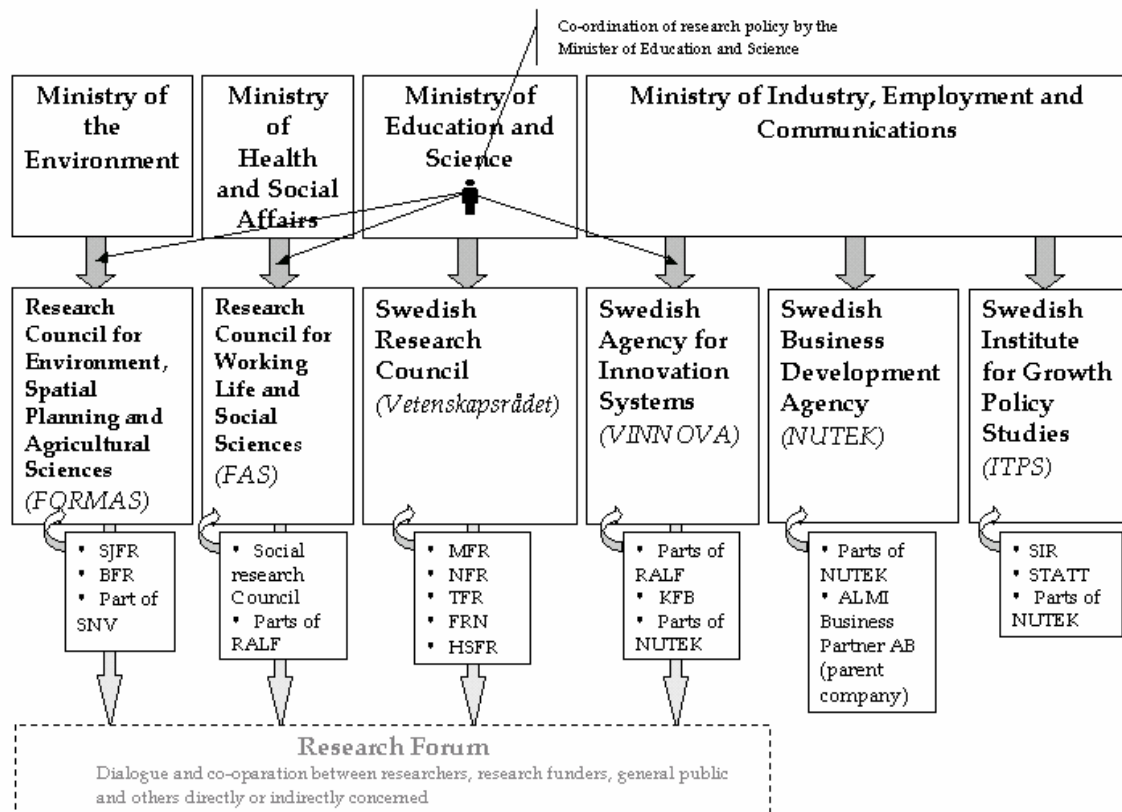 Co-ordination of research policy by the
Minister of Education and Science
Ministry of
the
Environment
Ministry
of
Health
and Social
Affairs
Ministry of
Education and
Science
Ministry of Industry, Employment and
Communications
Research
Council for
Environment,
Spatial
Planning and
Agricultural
Sciences
(FORMAS)
Research
Council for
Working
Life and
Social
Sciences
(FAS)
Swedish
Research
Council
(Vetenskapsrådet)
Swedish
Agency for
Innovation
Systems
(VINNOVA)
Swedish
Business
Development
Agency
(NUTEK)
Swedish
Institute
for Growth
Policy
Studies
(ITPS)
• SJFR
• BFR
• Part of
SNV
• Social
research
Council
• Parts of
RALF
• MFR
• NFR
• TFR
• FRN
• HSFR
• Parts of
RALF
• KFB
• Parts of
NUTEK
• Parts of
NUTEK
• ALMI
Business
Partner AB
(parent
company)
• SIR
• STATT
• Parts of
NUTEK
Research Forum
Dialogue and co-oparation between researchers, research funders, general public
and others directly or indirectly concerned